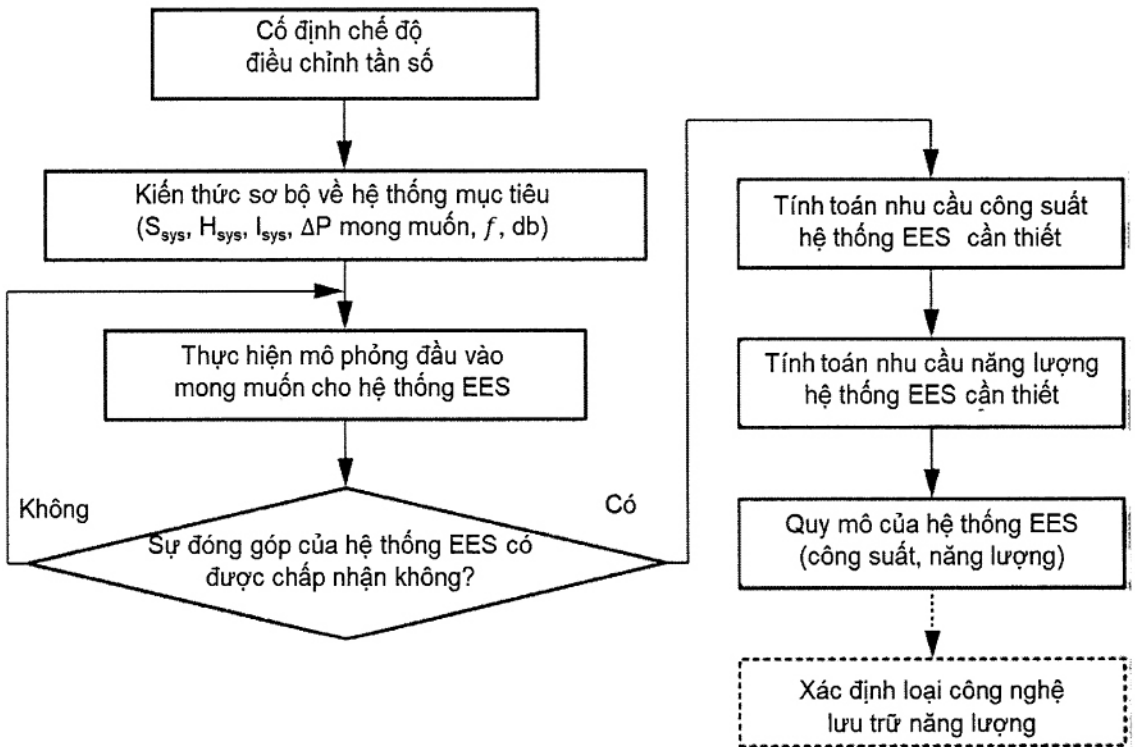 Cố định chế độ
điều chỉnh tần số
Kiến thức sơ bộ về hệ thống mục tiêu
(S_sys, H_sys, I_sys, ΔP mong muốn, f, db)
Thực hiện mô phỏng đầu vào
mong muốn cho hệ thống EES
Không
Có
Sự đóng góp của hệ thống EES có
được chấp nhận không?
Tính toán nhu cầu công suất
hệ thống EES cần thiết
Tính toán nhu cầu năng lượng
hệ thống EES cần thiết
Quy mô của hệ thống EES
(công suất, năng lượng)
Xác định loại công nghệ
lưu trữ năng lượng